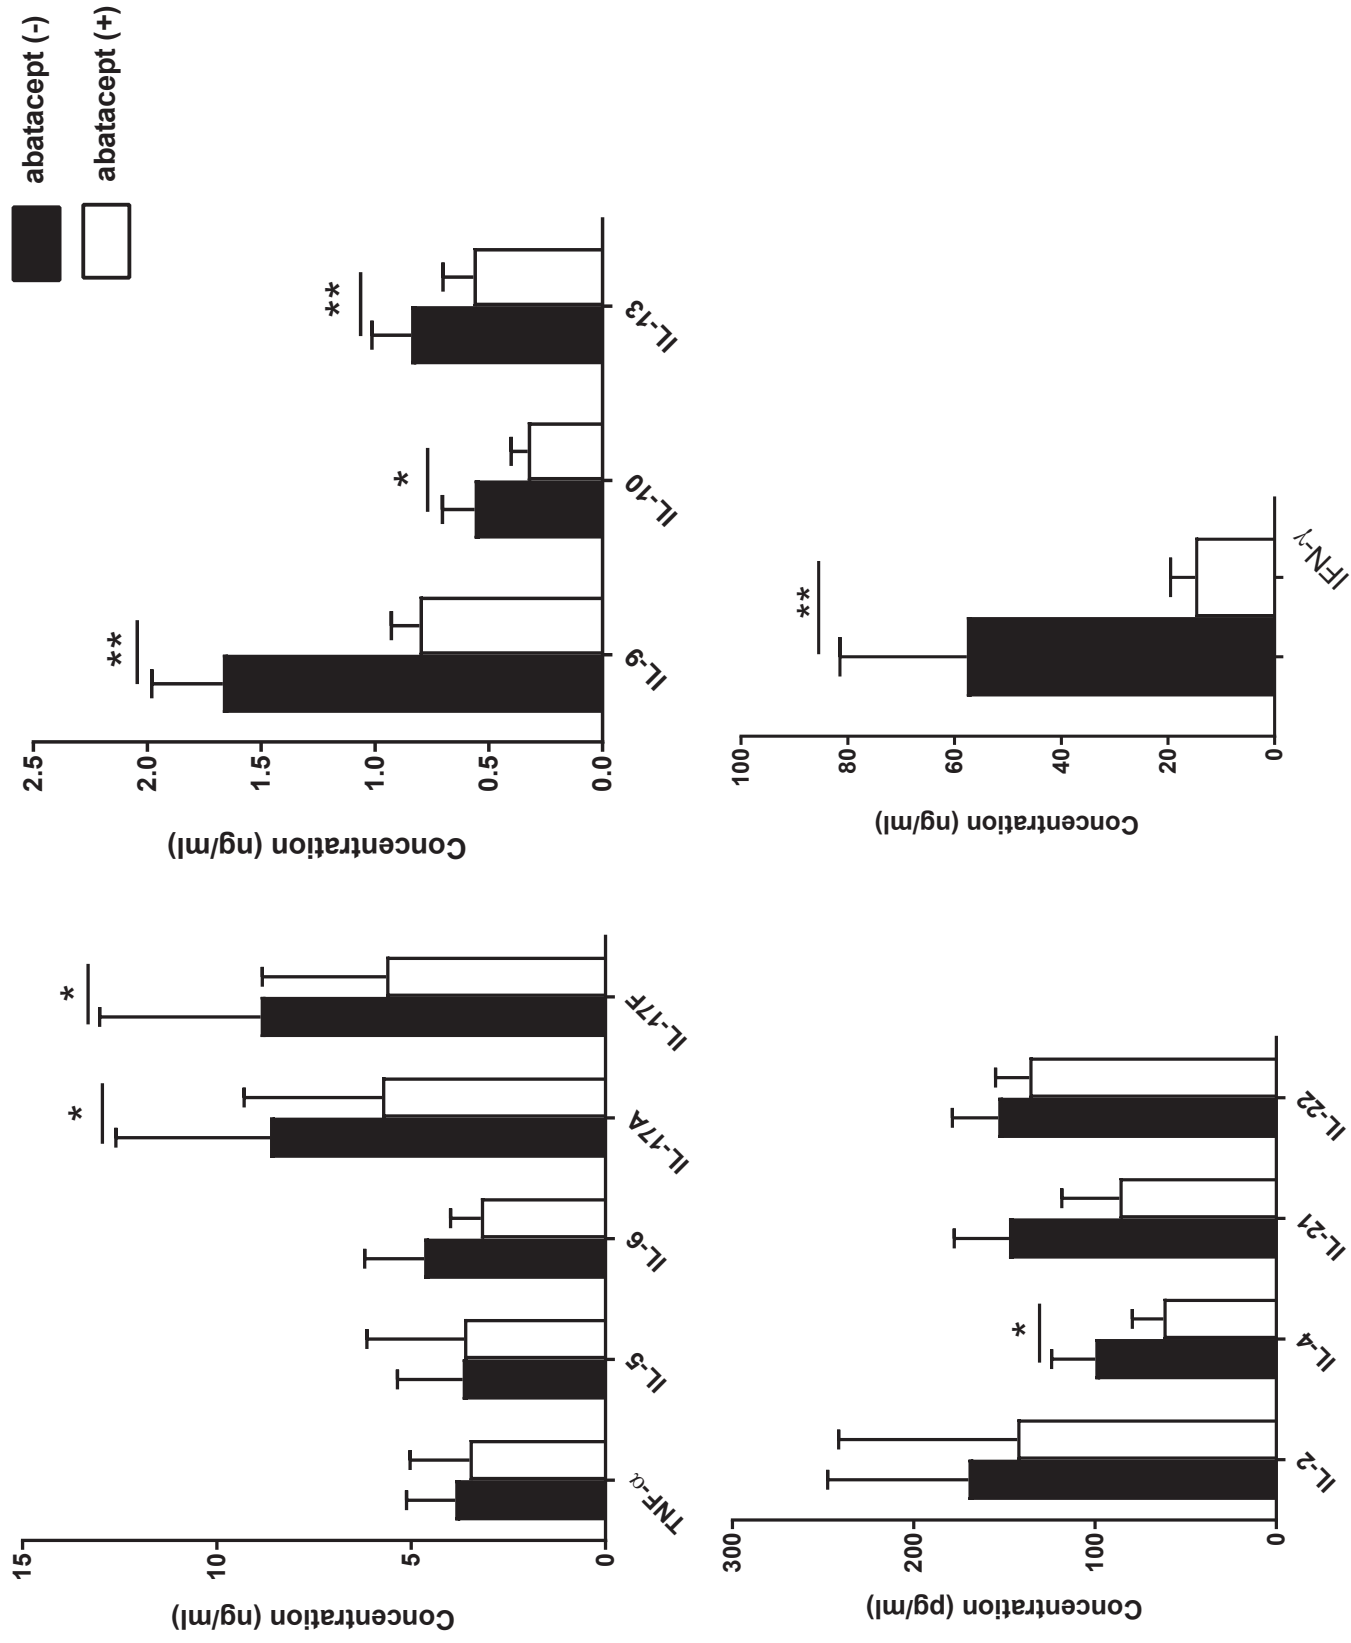 abatacept (-)
abatacept (+)
Concentration (ng/ml)
15
10
5
0
TNF-α
IL-5
IL-6
IL-17A
IL-17F
*
*
Concentration (ng/ml)
2.5
2.0
1.5
1.0
0.5
0.0
IL-9
IL-10
IL-13
**
*
**
Concentration (pg/ml)
300
200
100
0
IL-2
IL-4
IL-21
IL-22
*
Concentration (ng/ml)
100
80
60
40
20
0
IFN-γ
**